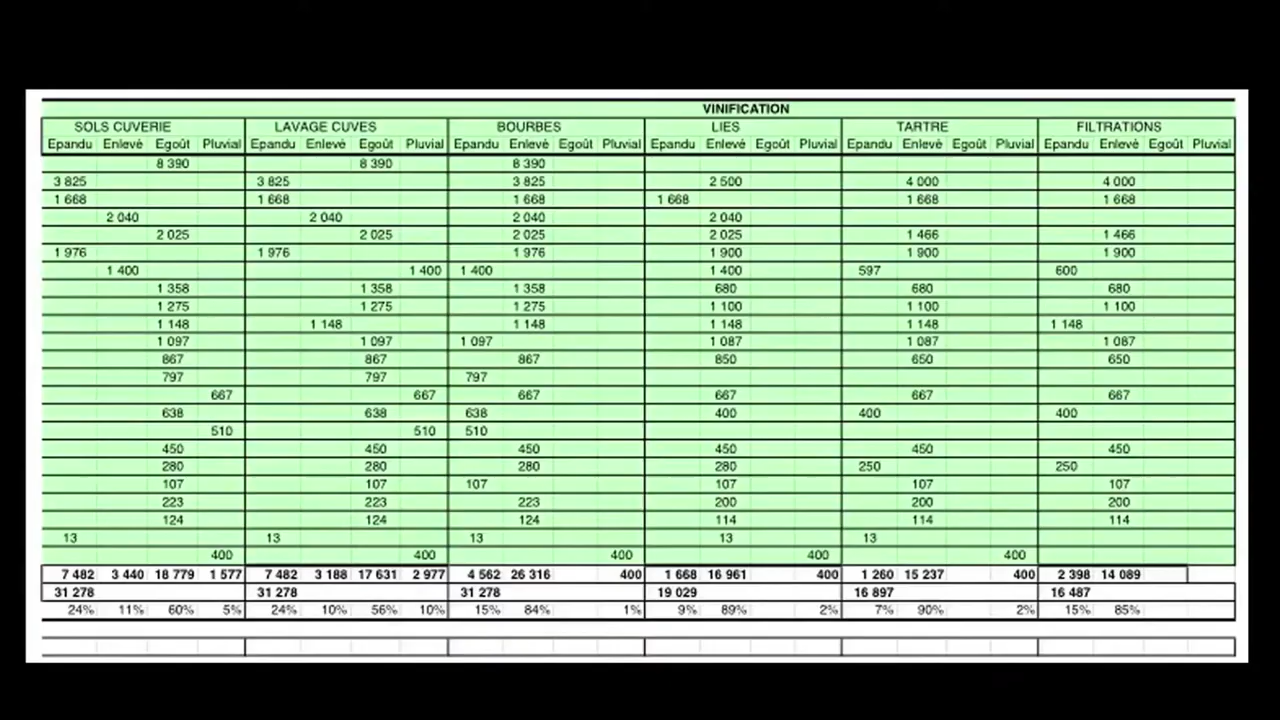 VINIFICATION
SOLS CUVERIE LAVAGE CUVES BOURBES LIES TARTRE FILTRATIONS
Epandu Enlevé Egoût Pluvial Epandu Enlevé Egoût Pluvial Epandu Enlevé Egoût Pluvial Epandu Enlevé Egoût Pluvial Epandu Enlevé Egoût Pluvial Epandu Enlevé Egoût Pluvial
8 390 8 390 8 390
3 825 3 825 3 825 2 500 4 000 4 000
1 668 1 668 1 668 1 668 1 668 1 668
2 040 2 040 2 040 2 040
2 025 2 025 2 025 2 025 1 466 1 466
1 976 1 976 1 976 1 900 1 900 1 900
1 400 1 400 1 400 1 400 597 600
1 358 1 358 1 358 680 680 680
1 275 1 275 1 275 1 100 1 100 1 100
1 148 1 148 1 148 1 148 1 148 1 148
1 097 1 097 1 097 1 087 1 087 1 087
867 867 867 850 650 650
797 797 797
667 667 667 667 667 667
638 638 638 400 400 400
510 510 510
450 450 450 450 450 450
280 280 280 280 250 250
107 107 107 107 107 107
223 223 223 200 200 200
124 124 124 114 114 114
13 13 13 13 13
400 400 400 400 400
7 482 3 440 18 779 1 577 7 482 3 188 17 631 2 977 4 562 26 316 400 1 668 16 961 400 1 260 15 237 400 2 398 14 089
31 278 31 278 31 278 19 029 16 897 16 487
24% 11% 60% 5% 24% 10% 56% 10% 15% 84% 1% 9% 89% 2% 7% 90% 2% 15% 85%